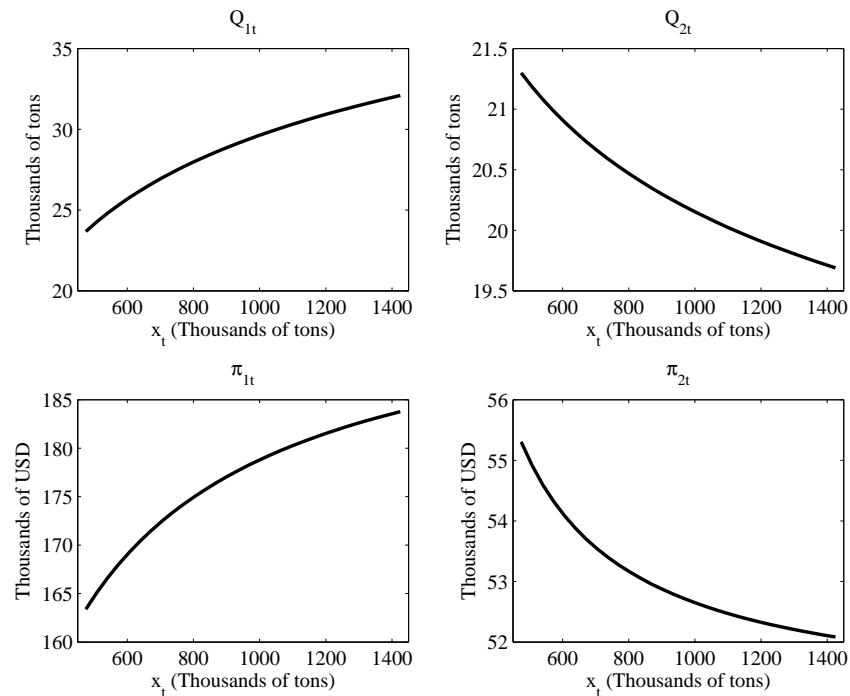 Q1t
35
30
25
20
Thousands of tons
600 800 1000 1200 1400
xt (Thousands of tons)
Q2t
21.5
21
20.5
20
19.5
Thousands of tons
600 800 1000 1200 1400
xt (Thousands of tons)
π1t
185
180
175
170
165
160
Thousands of USD
600 800 1000 1200 1400
xt (Thousands of tons)
π2t
56
55
54
53
52
Thousands of USD
600 800 1000 1200 1400
xt (Thousands of tons)